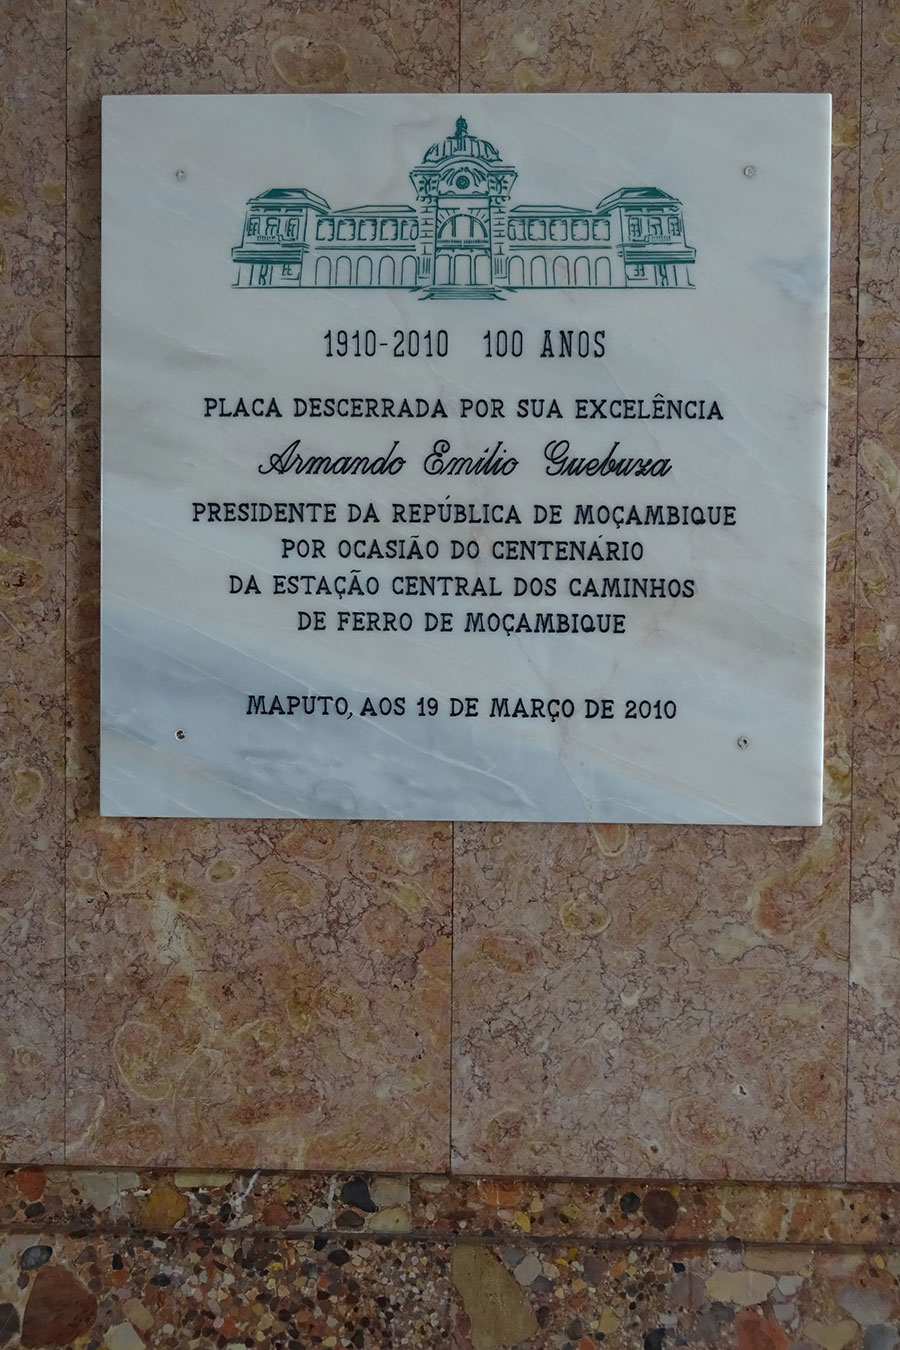 1910-2010 100 ANOS
PLACA DESCERRADA POR SUA EXCELÊNCIA
Armando Emílio Guebuza
PRESIDENTE DA REPÚBLICA DE MOÇAMBIQUE
POR OCASIÃO DO CENTENÁRIO
DA ESTAÇÃO CENTRAL DOS CAMINHOS
DE FERRO DE MOÇAMBIQUE
MAPUTO, AOS 19 DE MARÇO DE 2010